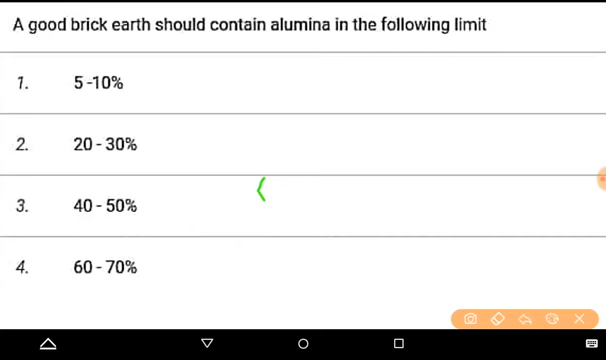 A good brick earth should contain alumina in the following limit
1. 5 -10%
2. 20 - 30%
3. 40 - 50%
4. 60 - 70%